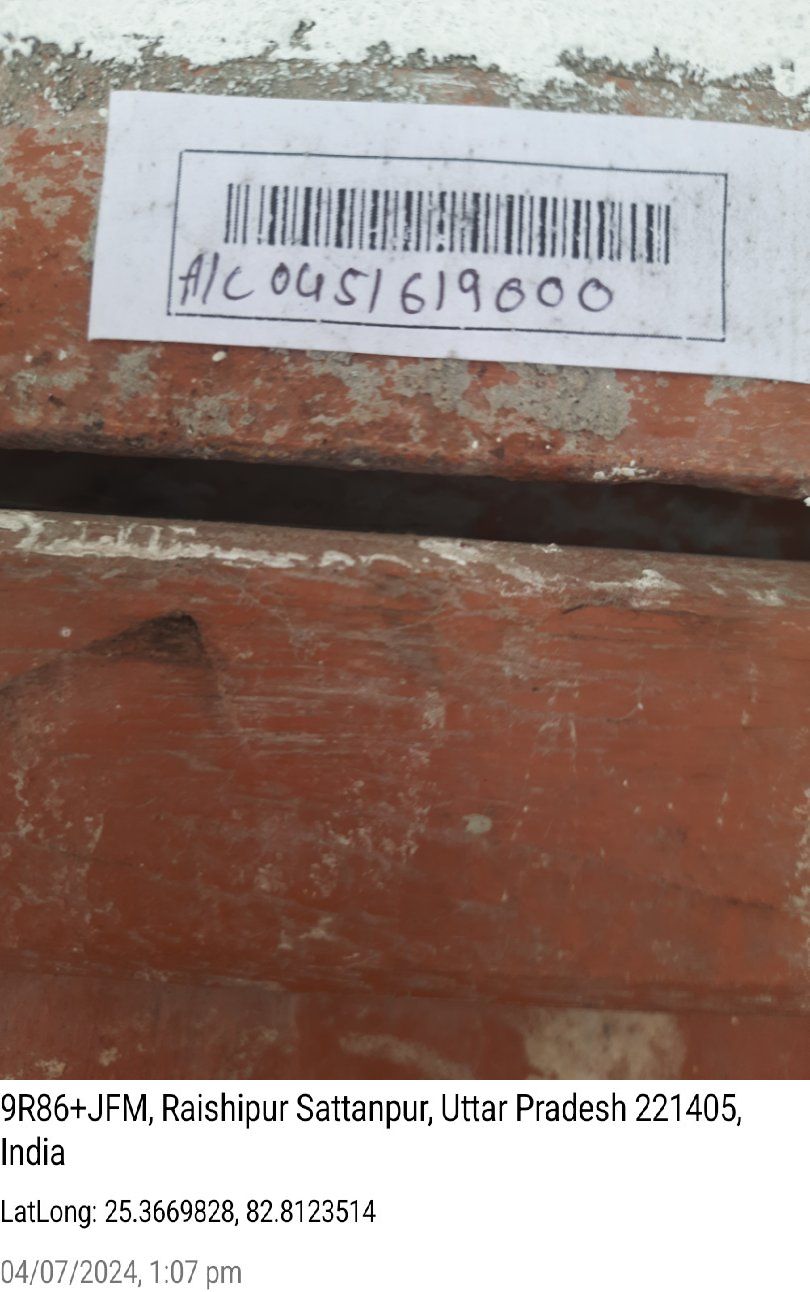 A/C 0451619000
9R86+JFM, Raishipur Sattanpur, Uttar Pradesh 221405,
India
LatLong: 25.3669828, 82.8123514
04/07/2024, 1:07 pm